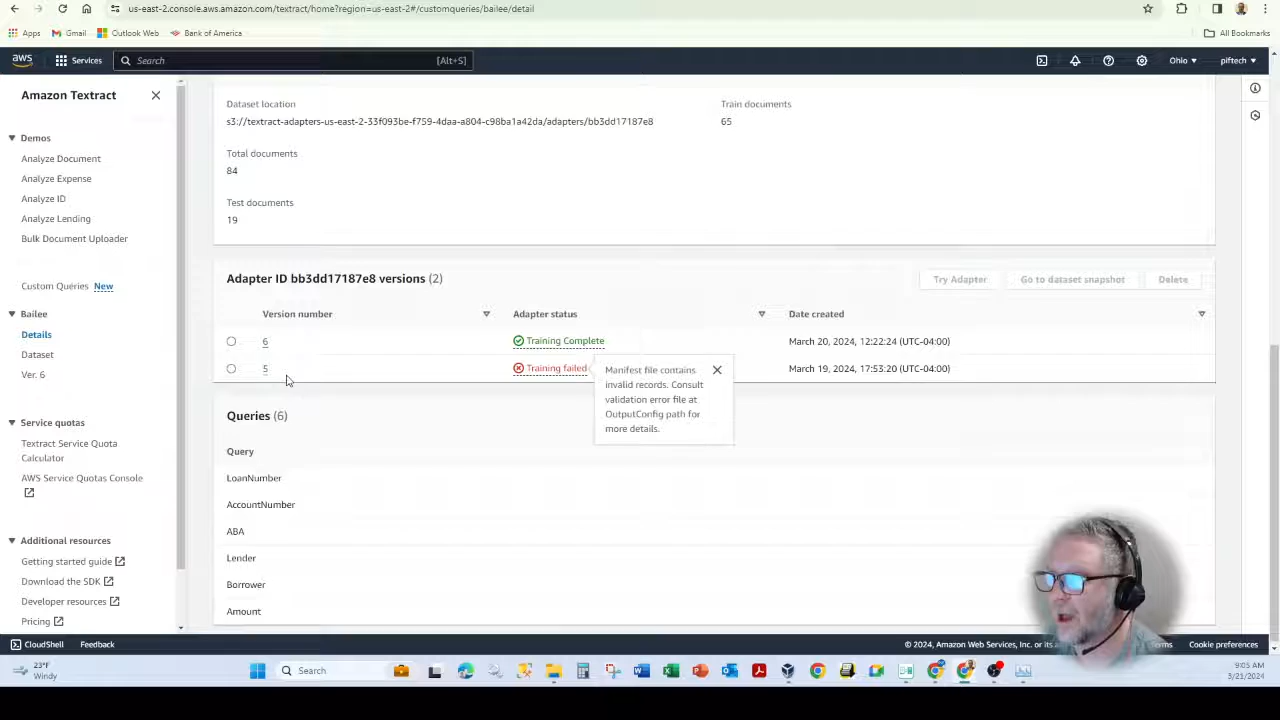 us-east-2.console.aws.amazon.com/textract/home?region=us-east-2#/customqueries/bailee/detail
Apps Gmail Outlook Web Bank of America All Bookmarks
aws Services Search [Alt+S] Ohio piftech
Amazon Textract
Demos
Analyze Document
Analyze Expense
Analyze ID
Analyze Lending
Bulk Document Uploader
Custom Queries New
Bailee
Details
Dataset
Ver. 6
Service quotas
Textract Service Quota
Calculator
AWS Service Quotas Console
Additional resources
Getting started guide
Download the SDK
Developer resources
Pricing
Dataset location
s3://textract-adapters-us-east-2-33f093be-f759-4daa-a804-c98ba1a42da/adapters/bb3dd17187e8
Train documents
65
Total documents
84
Test documents
19
Adapter ID bb3dd17187e8 versions (2)
Try Adapter Go to dataset snapshot Delete
Version number Adapter status Date created
6 Training Complete March 20, 2024, 12:22:24 (UTC-04:00)
5 Training failed March 19, 2024, 17:53:20 (UTC-04:00)
Manifest file contains
invalid records. Consult
validation error file at
OutputConfig path for
more details.
Queries (6)
Query
LoanNumber
AccountNumber
ABA
Lender
Borrower
Amount
CloudShell Feedback © 2024, Amazon Web Services, Inc. or its Terms Cookie preferences
23°F
Windy
Search
9:05 AM
3/21/2024